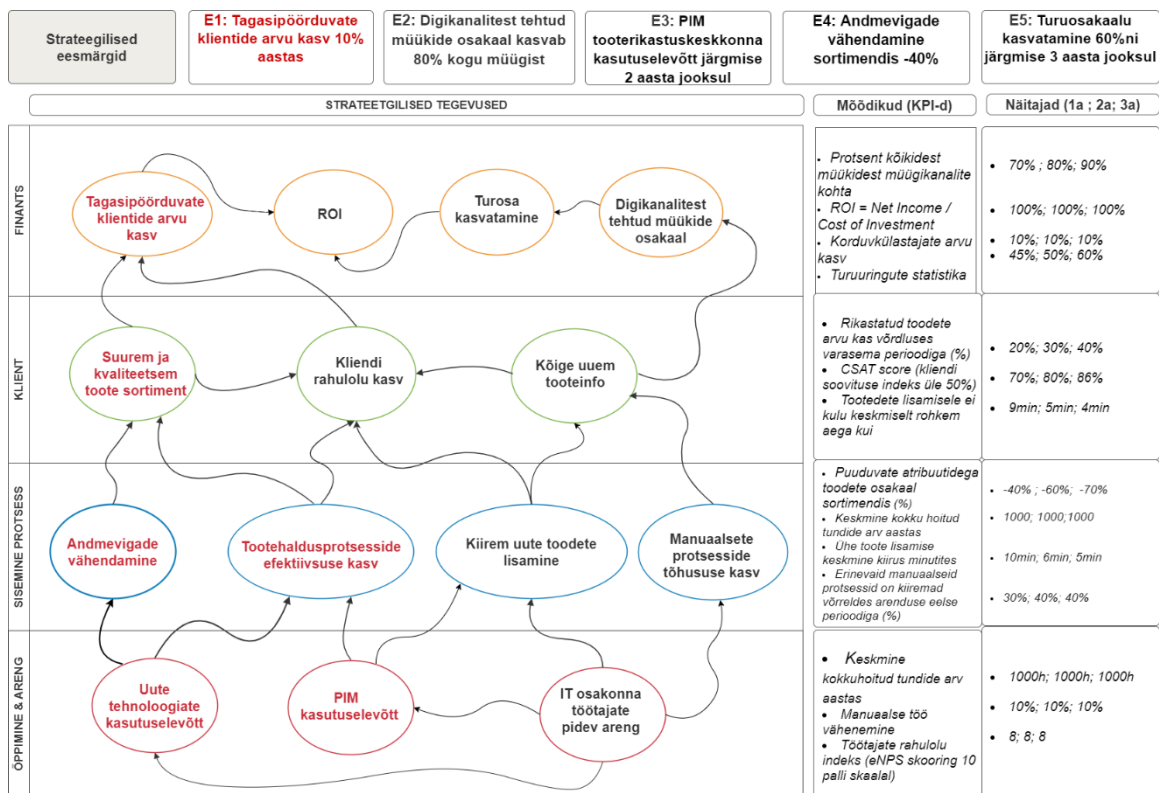 Strateegilised
eesmärgid
E1: Tagasipöörduvate
klientide arvu kasv 10%
aastas
E2: Digikanalitest tehtud
müükide osakaal kasvab
80% kogu müügist
E3: PIM
tooterikastuskeskkonna
kasutuselevõtt järgmise
2 aasta jooksul
E4: Andmevigade
vähendamine
sortimendis -40%
E5: Turuosakaalu
kasvatamine 60%ni
järgmise 3 aasta
jooksul
STRATEETGILISED TEGEVUSED
Mõõdikud (KPI-d)
Näitajad (1a ; 2a; 3a)
FINANTS
Tagasipöörduvate
klientide arvu
kasv
ROI
Turosa
kasvatamine
Digikanalitest
tehtud müükide
osakaal
• Protsent kõikidest
müükidest müügikanalite
kohta
• ROI = Net Income /
Cost of Investment
• Korduvkülastajate arvu
kasv
• Turuuringute statistika
• 70% ; 80%; 90%
• 100%; 100%; 100%
• 10%; 10%; 10%
• 45%; 50%; 60%
KLIENT
Suurem ja
kvaliteetsem
toote sortiment
Kliendi
rahulolu kasv
Kõige uuem
tooteinfo
• Rikastatud toodete
arvu kas võrdluses
varasema perioodiga (%)
• CSAT score (kliendi
soovituse indeks üle 50%)
• Tootedete lisamisele ei
kulu keskmiselt rohkem
aega kui
• 20%; 30%; 40%
• 70%; 80%; 86%
• 9min; 5min; 4min
SISEMINE PROTSESS
Andmevigade
vähendamine
Tootehaldusprotsesside
efektiivsuse kasv
Kiirem uute toodete
lisamine
Manuaalsete
protsesside
tõhususe kasv
• Puuduvate atribuutidega
toodete osakaal
sortimendis (%)
• Keskmine kokku hoitud
tundide arv aastas
• Ühe toote lisamise
keskmine kiirus minutites
• Erinevaid manuaalseid
protsessid on kiiremad
võrreldes arenduse eelse
perioodiga (%)
• -40% ; -60%; -70%
• 1000; 1000;1000
• 10min; 6min; 5min
• 30%; 40%; 40%
ÕPPIMINE & ARENG
Uute
tehnoloogiate
kasutuselevõtt
PIM
kasutuselevõtt
IT osakonna
töötajate
pidev areng
• Keskmine
kokkuhoitud tundide arv
aastas
• Manuaalse töö
vähenemine
• Töötajate rahulolu
indeks (eNPS skooring 10
palli skaalal)
• 1000h; 1000h; 1000h
• 10%; 10%; 10%
• 8; 8; 8